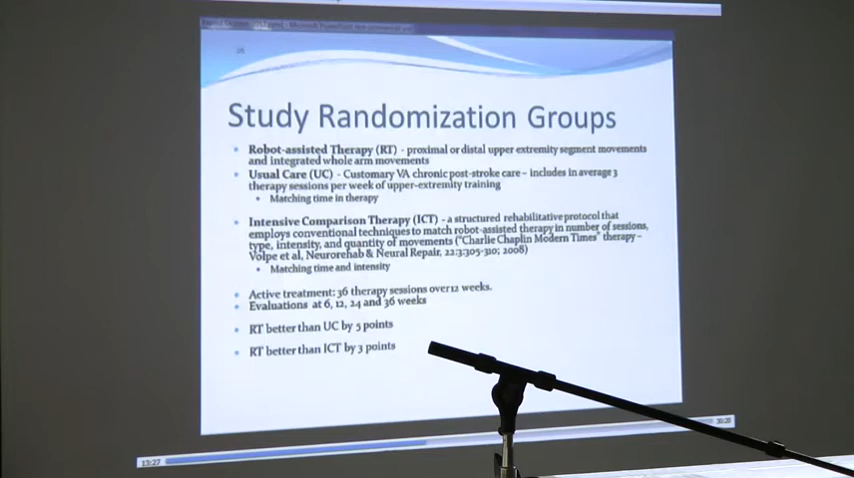 Study Randomization Groups
Robot-assisted Therapy (RT) - proximal or distal upper extremity segment movements
and integrated whole arm movements
Usual Care (UC) - Customary VA chronic post-stroke care – includes in average 3
therapy sessions per week of upper-extremity training
Matching time in therapy
Intensive Comparison Therapy (ICT) - a structured rehabilitative protocol that
employs conventional techniques to match robot-assisted therapy in number of sessions,
type, intensity, and quantity of movements ("Charlie Chaplin Modern Times" therapy –
Volpe et al, Neurorehab & Neural Repair, 22:3:305-310; 2008)
Matching time and intensity
Active treatment: 36 therapy sessions over 12 weeks.
Evaluations at 6, 12, 24 and 36 weeks
RT better than UC by 5 points
RT better than ICT by 3 points
13:27